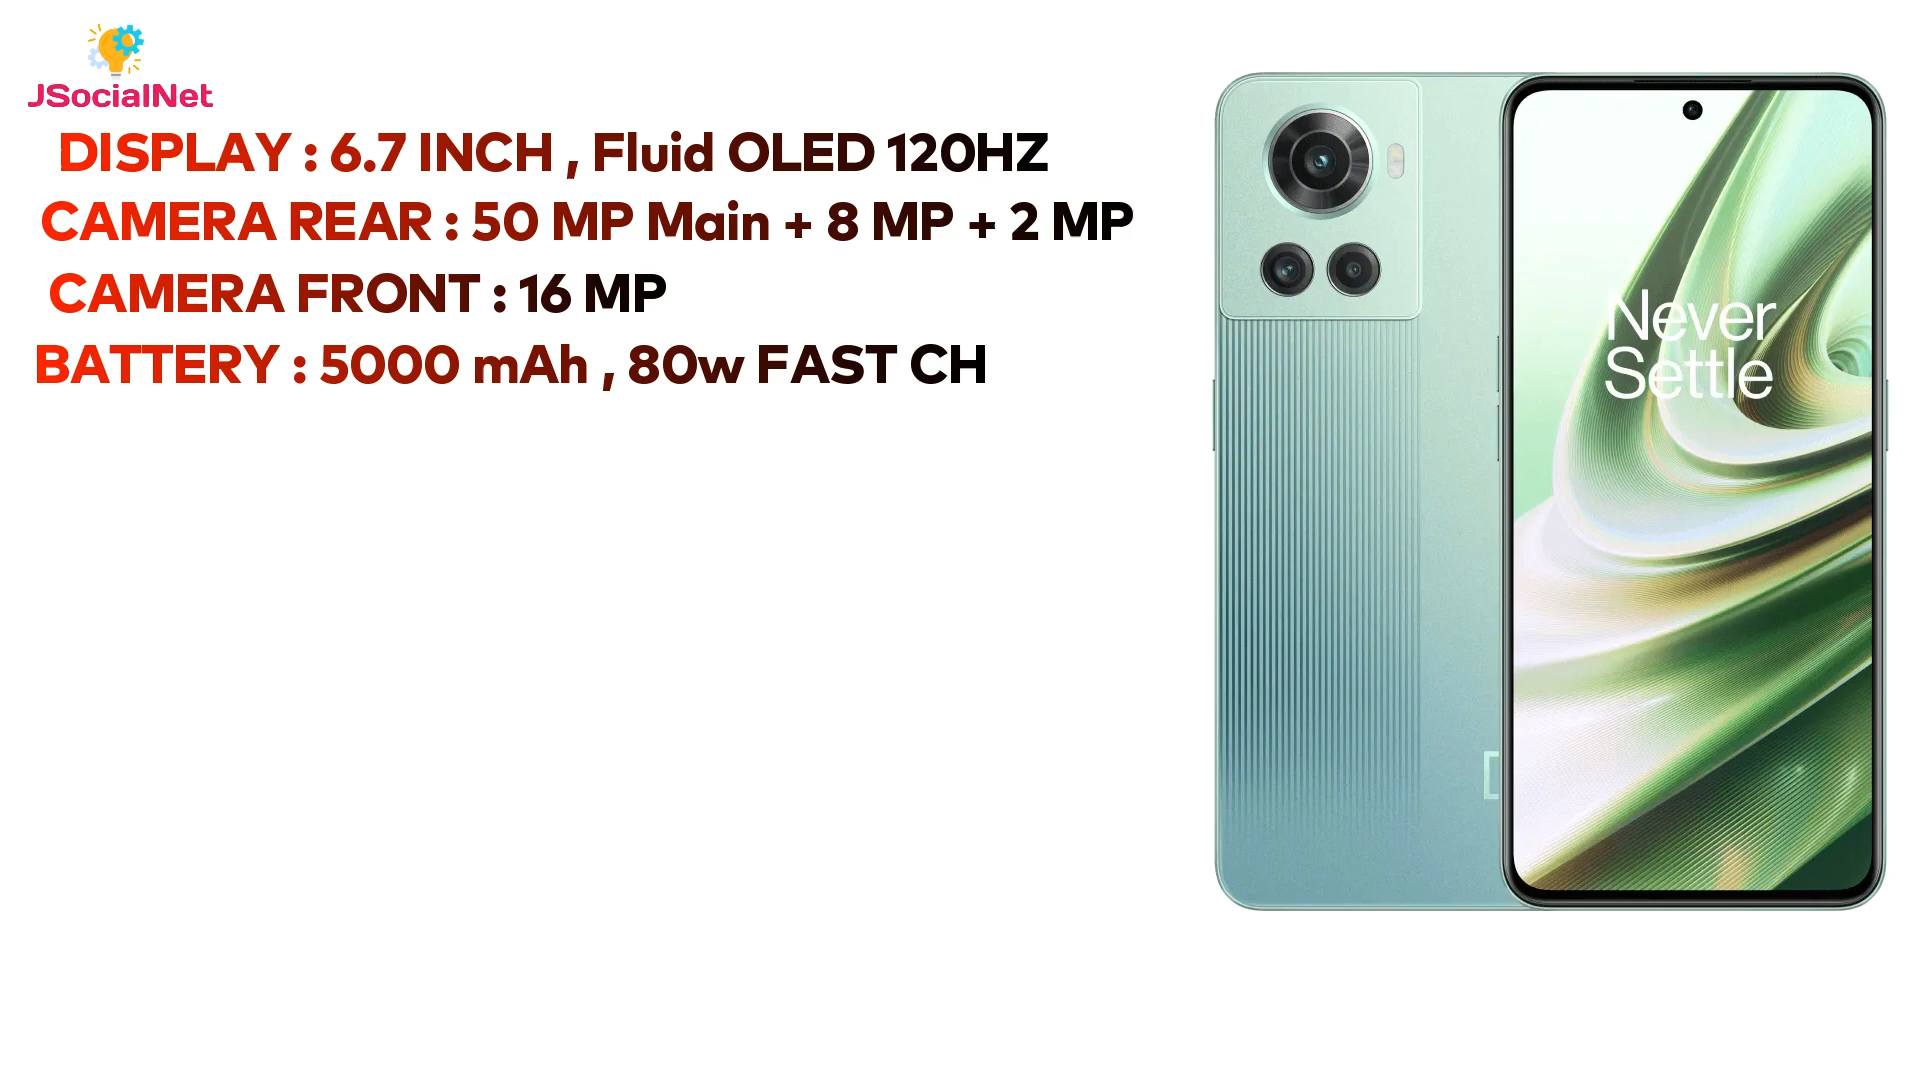 JSocialNet
DISPLAY : 6.7 INCH , Fluid OLED 120HZ
CAMERA REAR : 50 MP Main + 8 MP + 2 MP
CAMERA FRONT : 16 MP
BATTERY : 5000 mAh , 80w FAST CH
Never
Settle